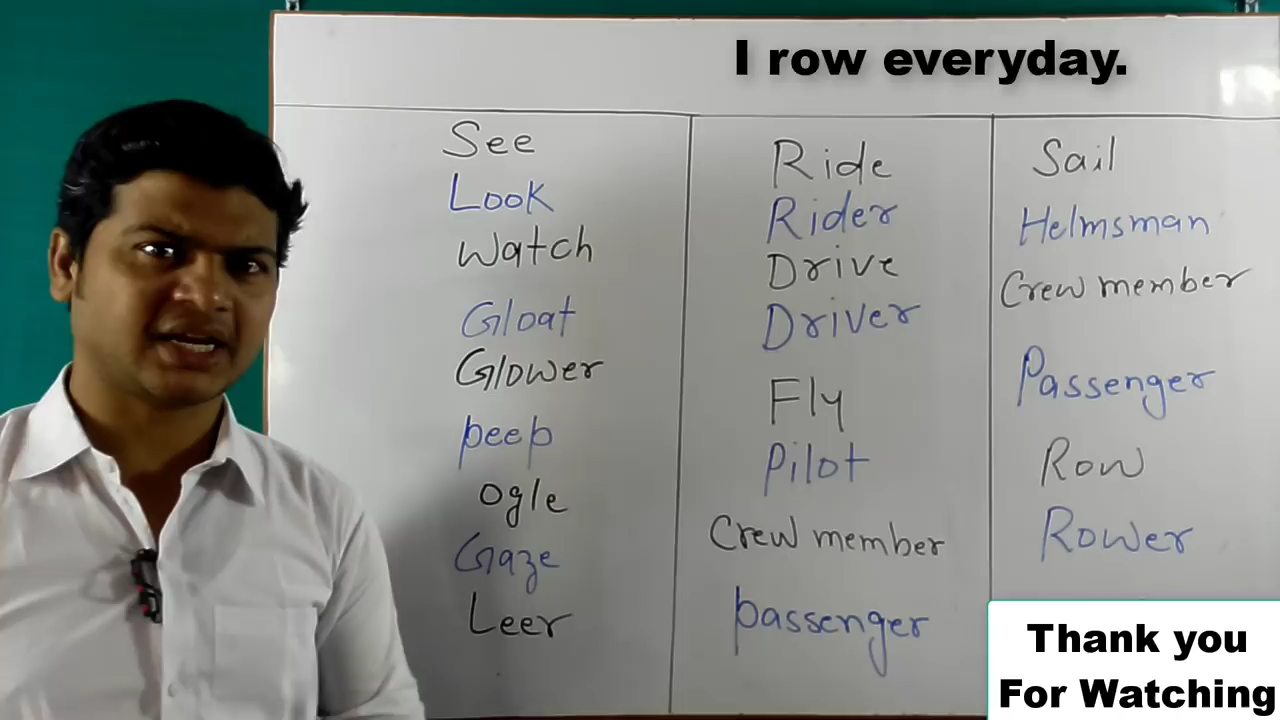 I row everyday.
See
Look
Watch
Gloat
Glower
peep
Ogle
Gaze
Leer
Ride
Rider
Drive
Driver
Fly
Pilot
Crew member
passenger
Sail
Helmsman
Crew member
Passenger
Row
Rower
Thank you
For Watching